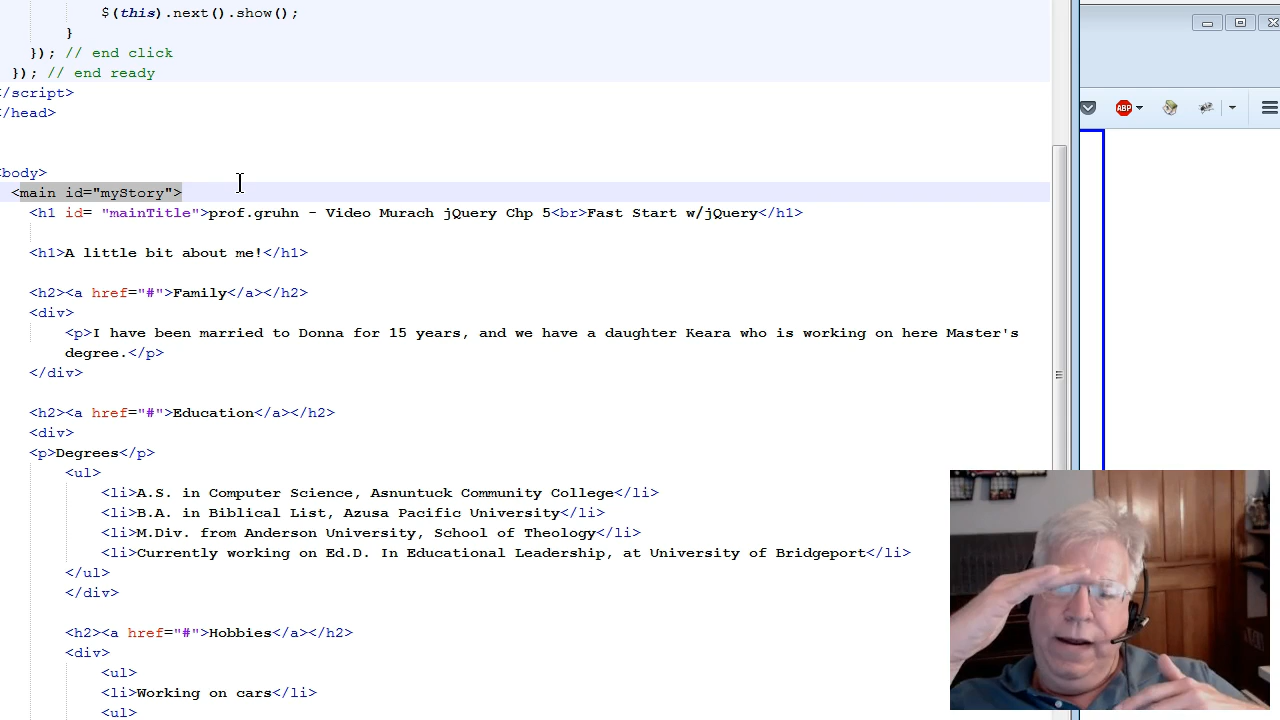 $(this).next().show();
}
}); // end click
}); // end ready
/script>
/head>
body>
<main id="myStory">
<h1 id= "mainTitle">prof.gruhn - Video Murach jQuery Chp 5<br>Fast Start w/jQuery</h1>
<h1>A little bit about me!</h1>
<h2><a href="#">Family</a></h2>
<div>
<p>I have been married to Donna for 15 years, and we have a daughter Keara who is working on here Master's
degree.</p>
</div>
<h2><a href="#">Education</a></h2>
<div>
<p>Degrees</p>
<ul>
<li>A.S. in Computer Science, Asnuntuck Community College</li>
<li>B.A. in Biblical List, Azusa Pacific University</li>
<li>M.Div. from Anderson University, School of Theology</li>
<li>Currently working on Ed.D. In Educational Leadership, at University of Bridgeport</li>
</ul>
</div>
<h2><a href="#">Hobbies</a></h2>
<div>
<ul>
<li>Working on cars</li>
<ul>
ABP